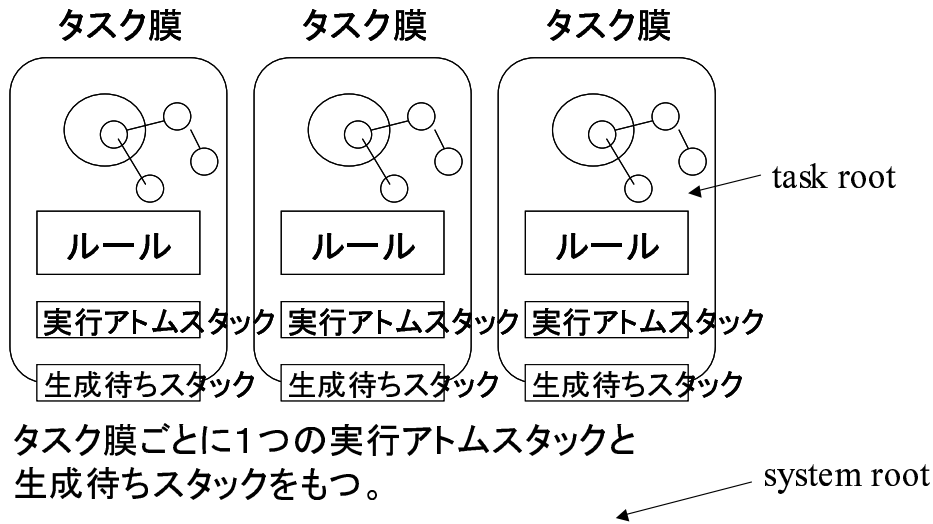 タスク膜 タスク膜 タスク膜
task root
ルール ルール ルール
実行アトムスタック 実行アトムスタック 実行アトムスタック
生成待ちスタック 生成待ちスタック 生成待ちスタック
タスク膜ごとに１つの実行アトムスタックと
生成待ちスタックをもつ。
system root